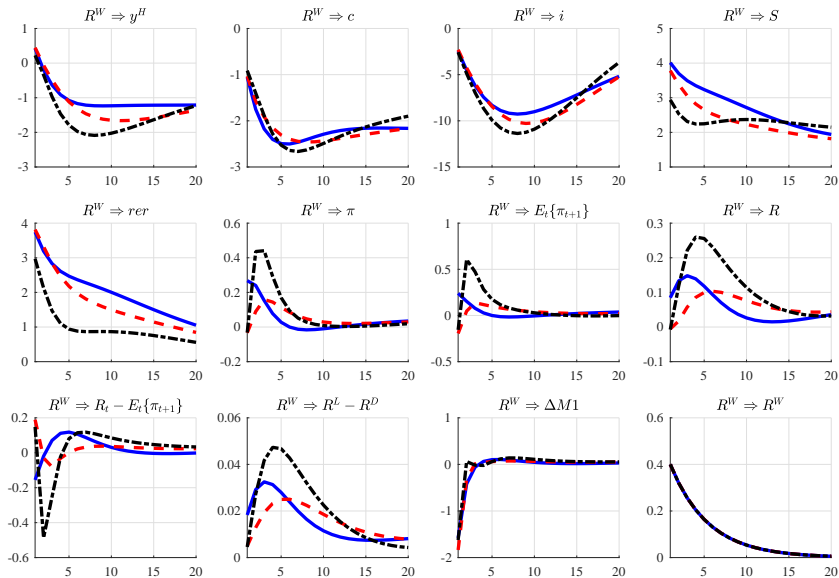 R^W ⇒ y^H
R^W ⇒ c
R^W ⇒ i
R^W ⇒ S
1
0
-1
-2
-3
5 10 15 20
0
-1
-2
-3
5 10 15 20
0
-5
-10
-15
5 10 15 20
5
4
3
2
1
5 10 15 20
R^W ⇒ rer
R^W ⇒ π
R^W ⇒ E_t{π_{t+1}}
R^W ⇒ R
4
3
2
1
0
5 10 15 20
0.6
0.4
0.2
0
-0.2
5 10 15 20
1
0.5
0
-0.5
5 10 15 20
0.3
0.2
0.1
0
-0.1
5 10 15 20
R^W ⇒ R_t − E_t{π_{t+1}}
R^W ⇒ R^L − R^D
R^W ⇒ ΔM1
R^W ⇒ R^W
0.2
0
-0.2
-0.4
-0.6
5 10 15 20
0.06
0.04
0.02
0
5 10 15 20
1
0
-1
-2
5 10 15 20
0.6
0.4
0.2
0
5 10 15 20